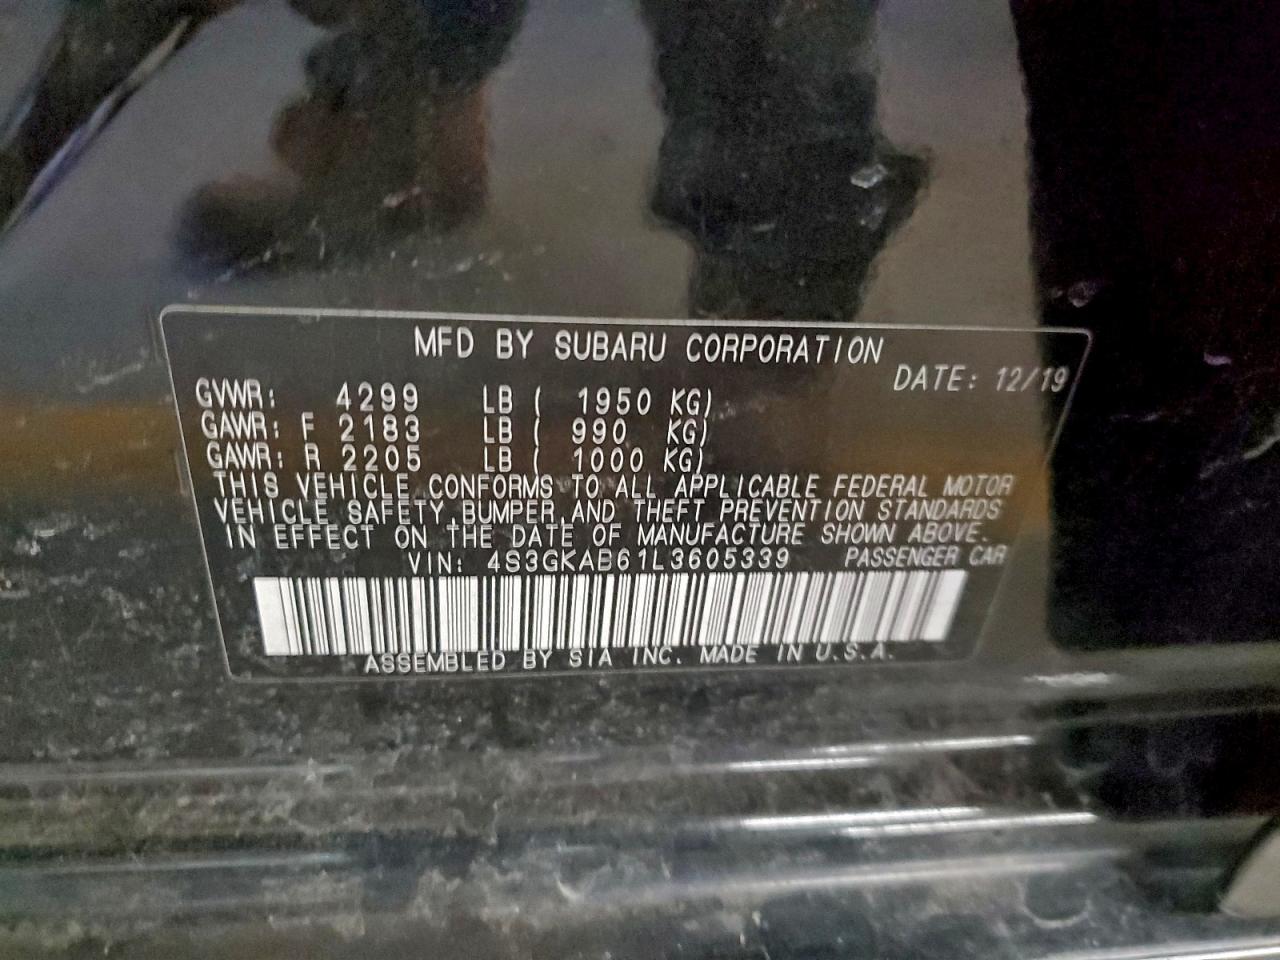 MFD BY SUBARU CORPORATION
DATE: 12/19
GVWR: 4299 LB ( 1950 KG)
GAWR: F 2183 LB ( 990 KG)
GAWR: R 2205 LB ( 1000 KG)
THIS VEHICLE CONFORMS TO ALL APPLICABLE FEDERAL MOTOR
VEHICLE SAFETY, BUMPER, AND THEFT PREVENTION STANDARDS
IN EFFECT ON THE DATE OF MANUFACTURE SHOWN ABOVE.
VIN: 4S3GKAB61L3605339 PASSENGER CAR
ASSEMBLED BY SIA INC. MADE IN U.S.A.